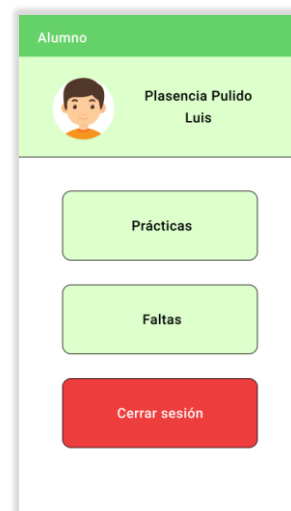 Alumno
Plasencia Pulido
Luis
Prácticas
Faltas
Cerrar sesión